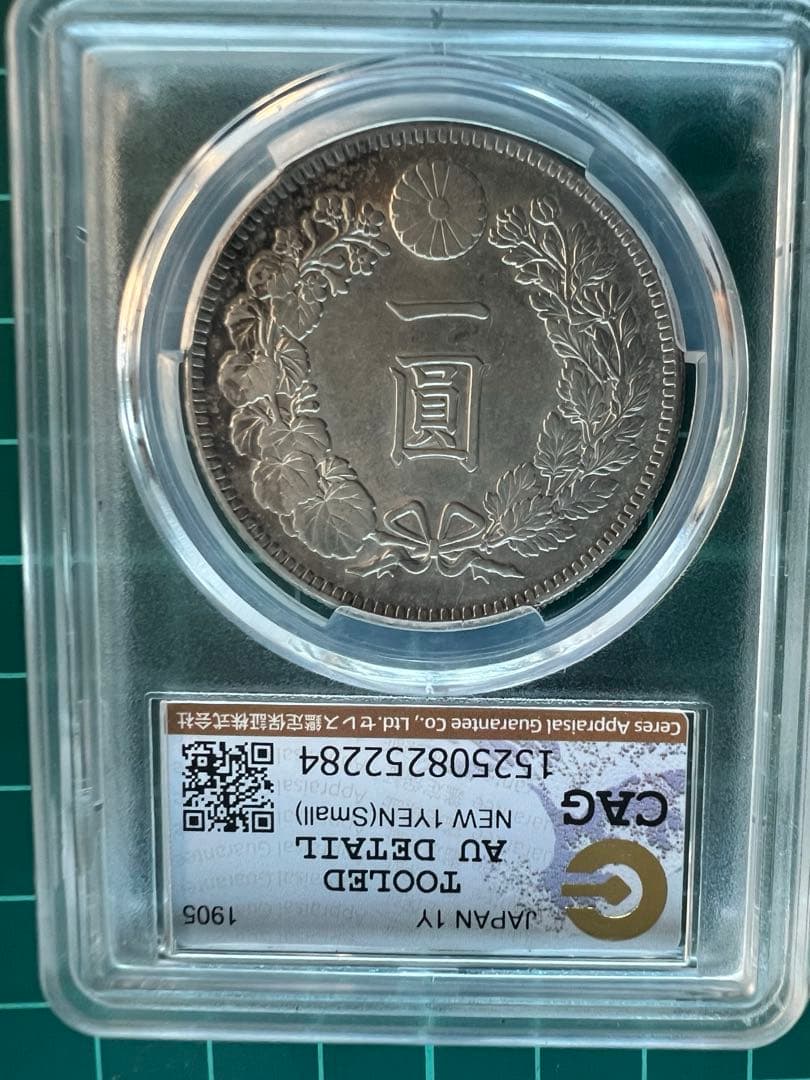 一
圓
JAPAN 1Y 1905
TOOLED
AU DETAIL
NEW 1YEN(Small)
CAG
152508252284
Ceres Appraisal Guarantee Co., Ltd.セレス鑑定保証株式会社